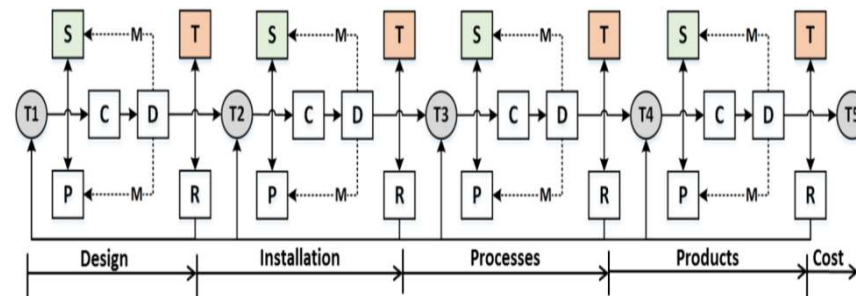 S M T S M T S M T S M T
T1 C D T2 C D T3 C D T4 C D T5
P M R P M R P M R P M R
Design Installation Processes Products Cost